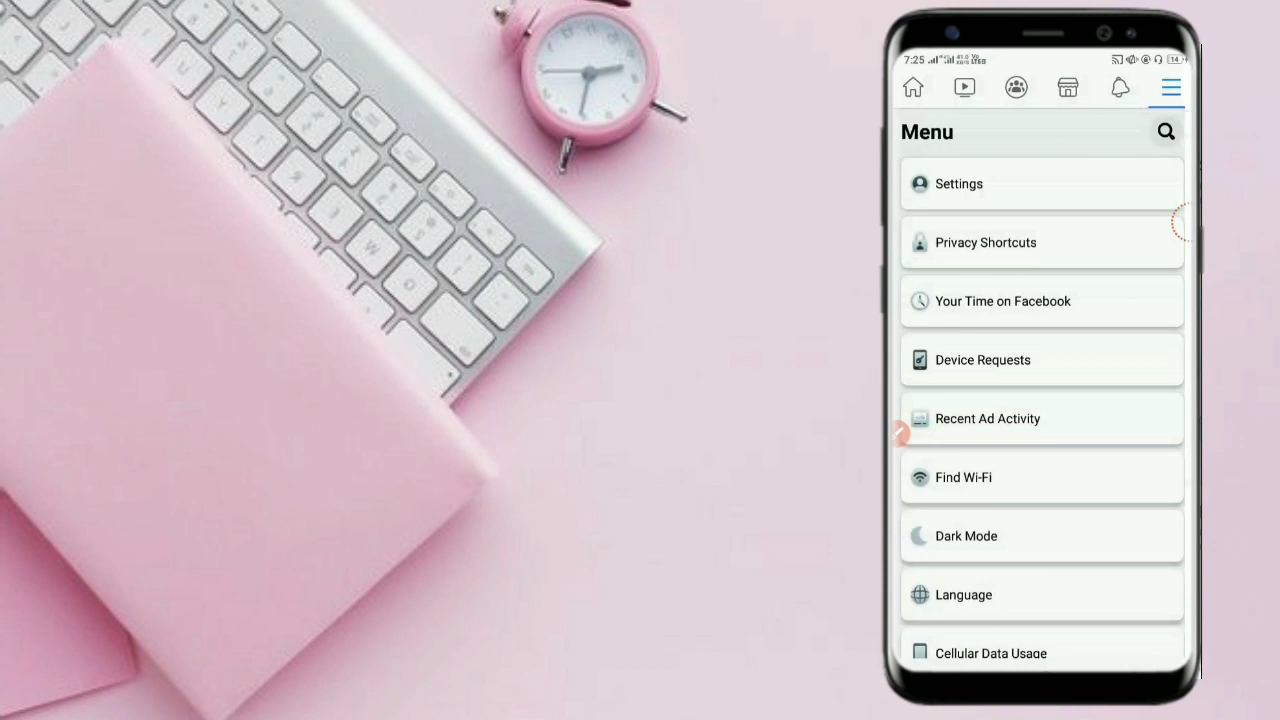 7:25
14
Menu
Settings
Privacy Shortcuts
Your Time on Facebook
Device Requests
Recent Ad Activity
Find Wi-Fi
Dark Mode
Language
Cellular Data Usage